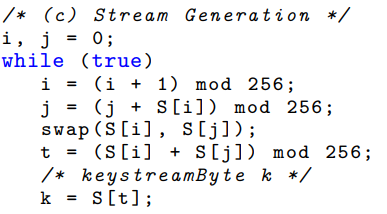 /* (c) Stream Generation */
i, j = 0;
while (true)
i = (i + 1) mod 256;
j = (j + S[i]) mod 256;
swap(S[i], S[j]);
t = (S[i] + S[j]) mod 256;
/* keystreamByte k */
k = S[t];